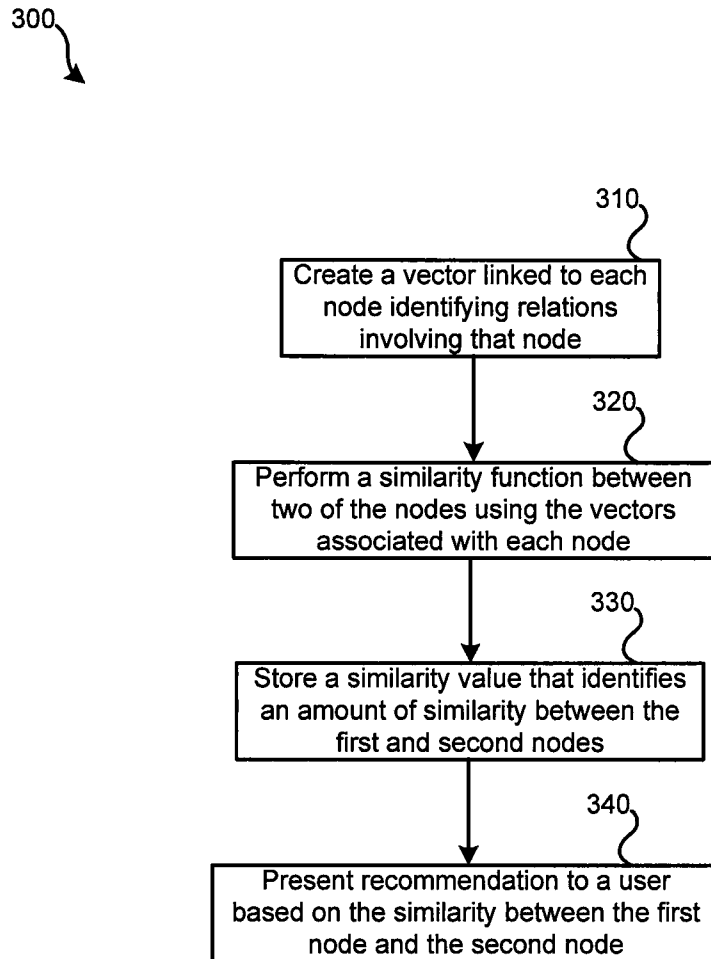 300
310
Create a vector linked to each
node identifying relations
involving that node
320
Perform a similarity function between
two of the nodes using the vectors
associated with each node
330
Store a similarity value that identifies
an amount of similarity between the
first and second nodes
340
Present recommendation to a user
based on the similarity between the first
node and the second node